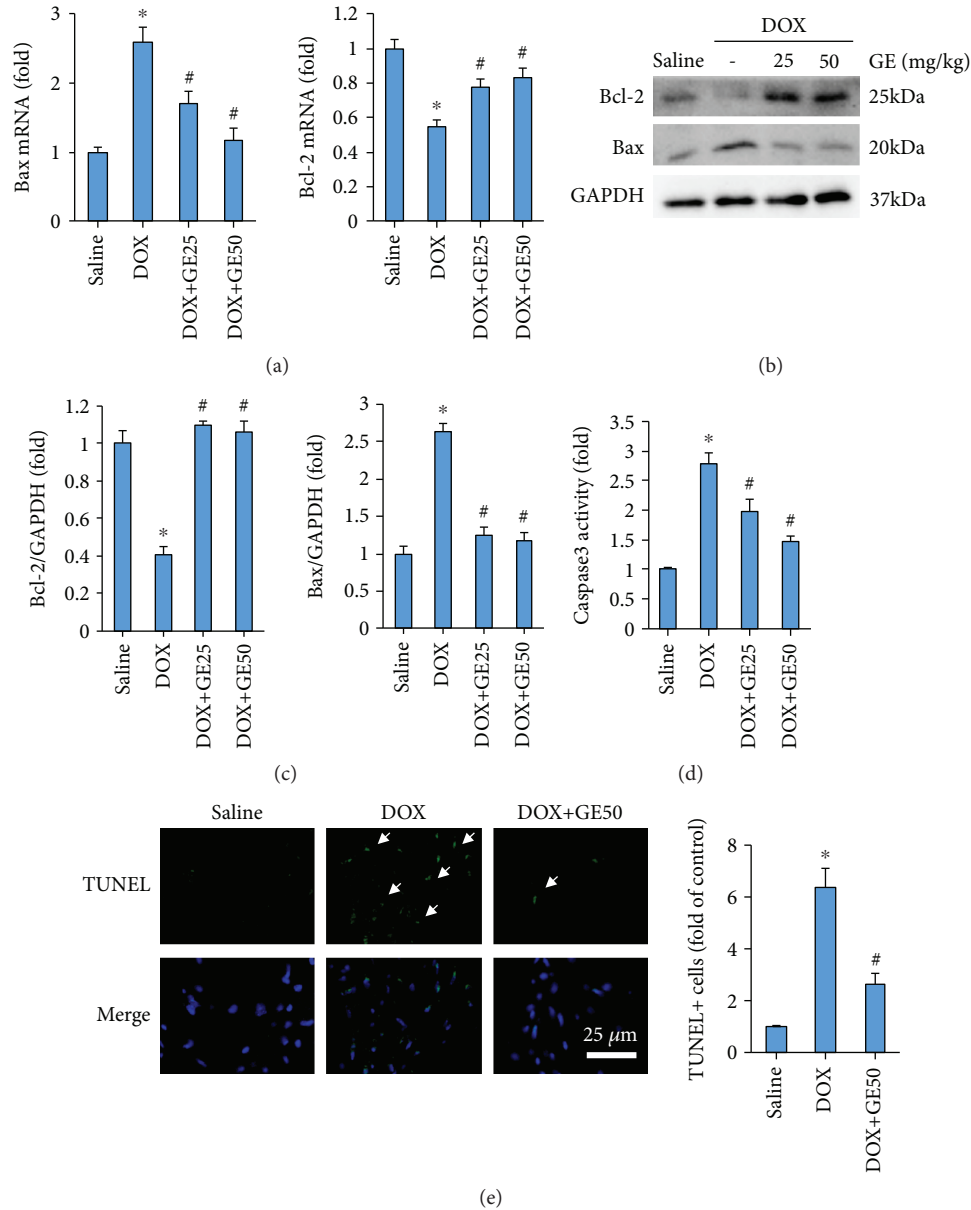 Bax mRNA (fold)
3
2
1
0
*
#
#
Saline
DOX
DOX+GE25
DOX+GE50
Bcl-2 mRNA (fold)
1.2
1
0.8
0.6
0.4
0.2
0
*
#
#
Saline
DOX
DOX+GE25
DOX+GE50
(a)
DOX
Saline - 25 50 GE (mg/kg)
Bcl-2 25kDa
Bax 20kDa
GAPDH 37kDa
(b)
Bcl-2/GAPDH (fold)
1.2
1
0.8
0.6
0.4
0.2
0
*
#
#
Saline
DOX
DOX+GE25
DOX+GE50
Bax/GAPDH (fold)
3
2.5
2
1.5
1
0.5
0
*
#
#
Saline
DOX
DOX+GE25
DOX+GE50
(c)
Caspase3 activity (fold)
3.5
3
2.5
2
1.5
1
0.5
0
*
#
#
Saline
DOX
DOX+GE25
DOX+GE50
(d)
Saline DOX DOX+GE50
TUNEL
Merge
25 μm
TUNEL+ cells (fold of control)
8
6
4
2
0
*
#
Saline
DOX
DOX+GE50
(e)